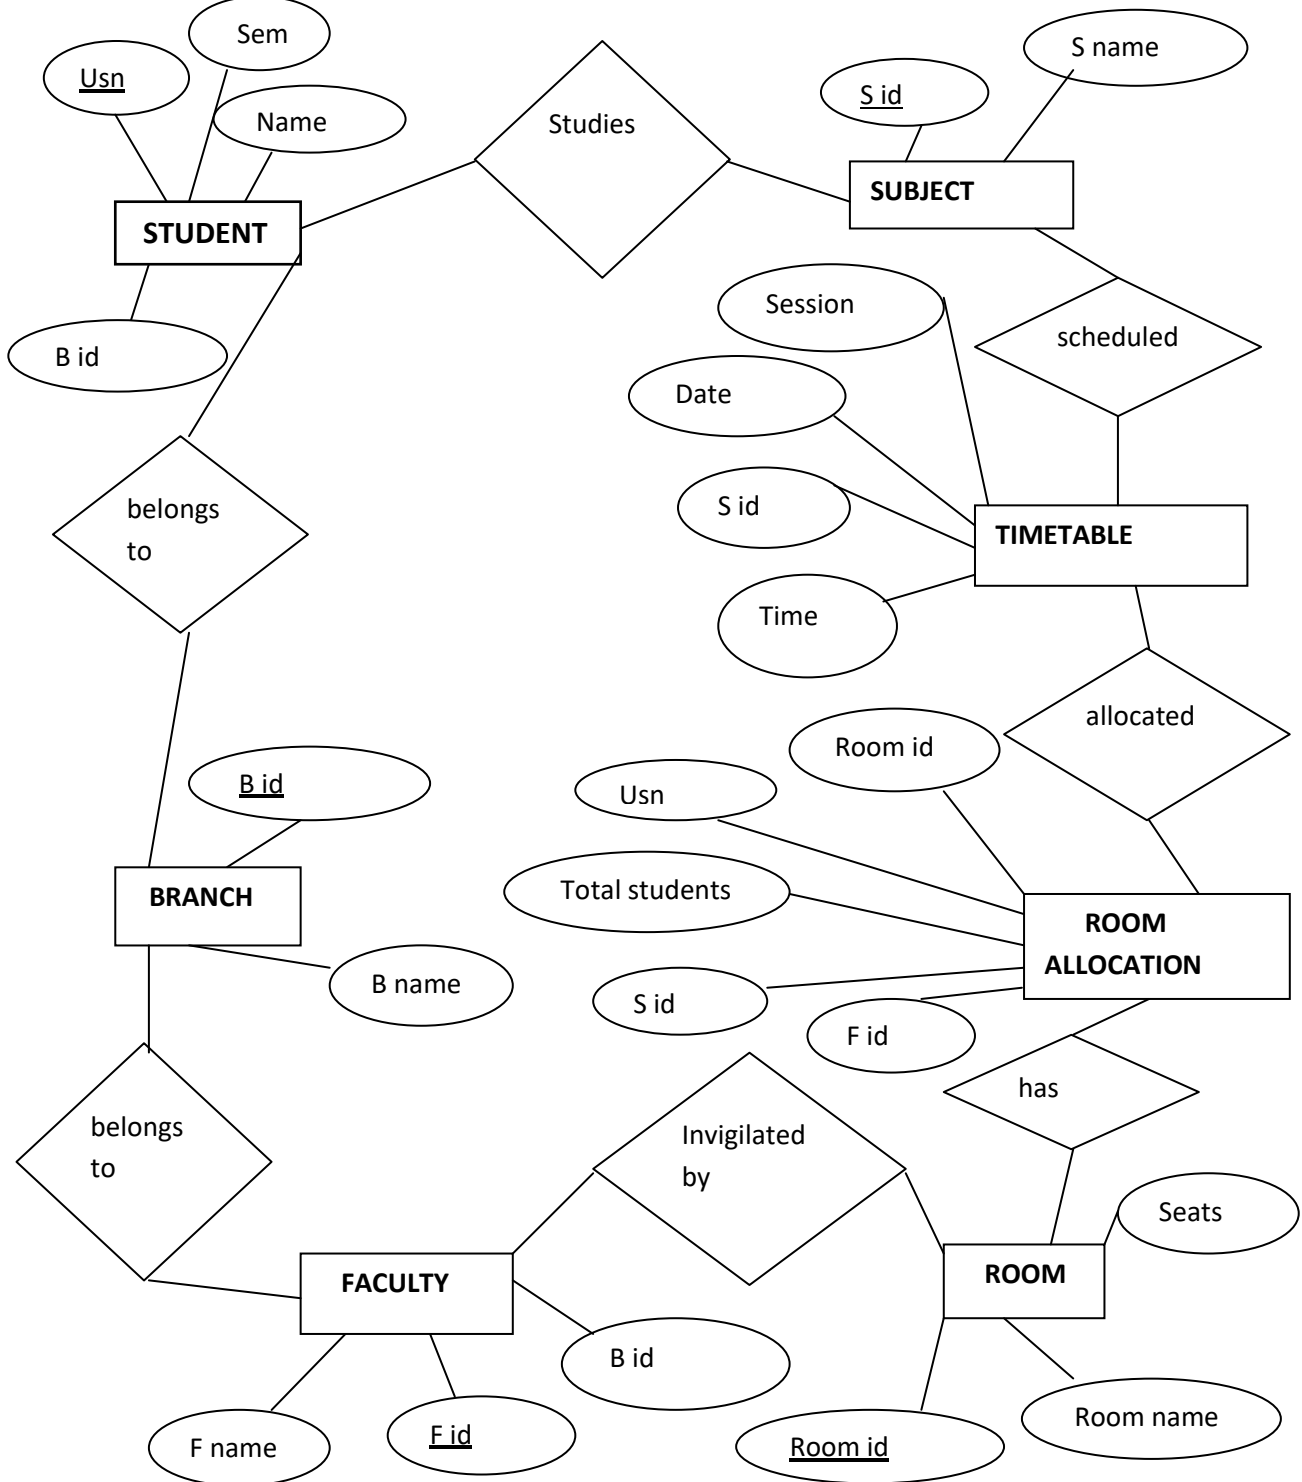 Sem
S name
Usn
S id
Name
Studies
SUBJECT
STUDENT
Session
scheduled
B id
Date
belongs
to
S id
TIMETABLE
Time
allocated
Room id
B id
Usn
Total students
BRANCH
ROOM
ALLOCATION
B name
S id
F id
has
belongs
to
Invigilated
by
Seats
FACULTY
ROOM
B id
F name
F id
Room id
Room name